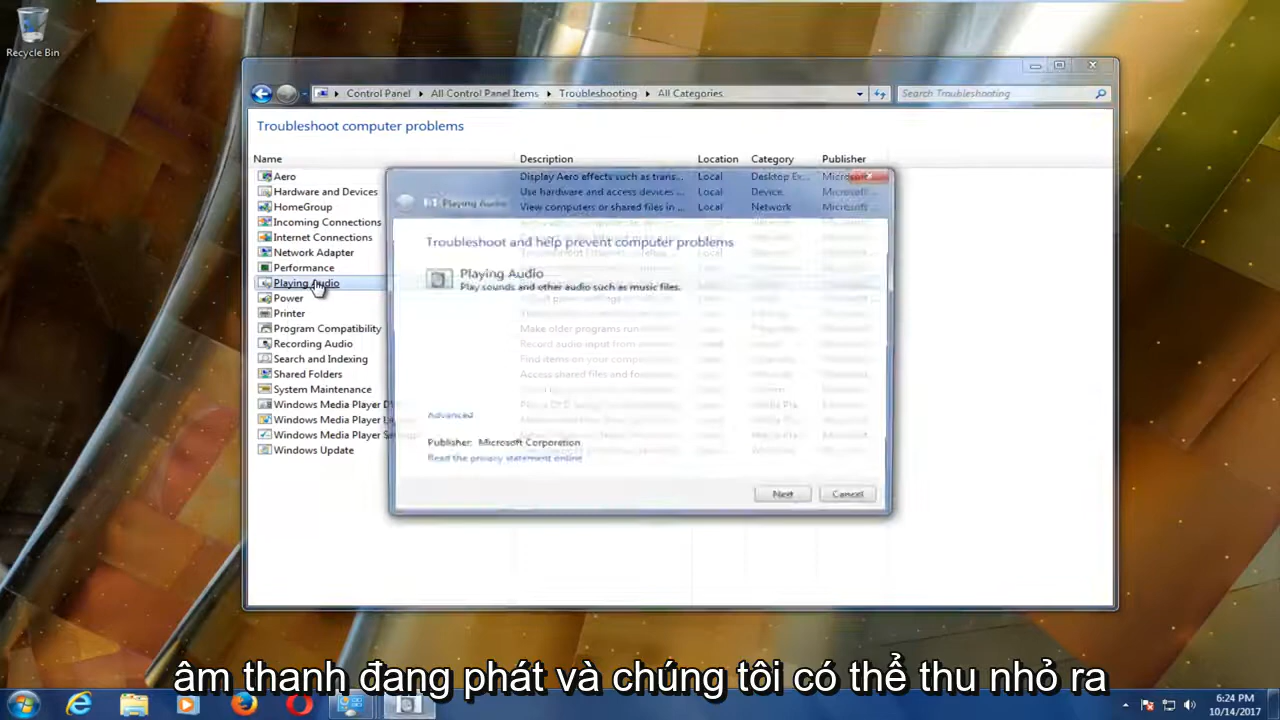 Recycle Bin
Control Panel
All Control Panel Items
Troubleshooting
All Categories
Search Troubleshooting
Troubleshoot computer problems
Name Description Location Category Publisher
Aero Display Aero effects such as trans... Local Desktop Ex... Microsoft
Hardware and Devices Use hardware and access devices ... Local Device Microsoft...
HomeGroup View computers or shared files in ... Local Network Microsoft...
Incoming Connections
Internet Connections
Network Adapter
Performance
Playing Audio
Power
Printer
Program Compatibility
Recording Audio
Search and Indexing
Shared Folders
System Maintenance
Windows Media Player
Windows Media Player
Windows Media Player
Windows Update
Playing Audio
Troubleshoot and help prevent computer problems
Playing Audio
Play sounds and other audio such as music files.
Make older programs run
Record audio input from
Find items on your compu
Access shared files and fo
Advanced
Publisher: Microsoft Corporation
Read the privacy statement online
Next Cancel
âm thanh đang phát và chúng tôi có thể thu nhỏ ra
6:24 PM
10/14/2017